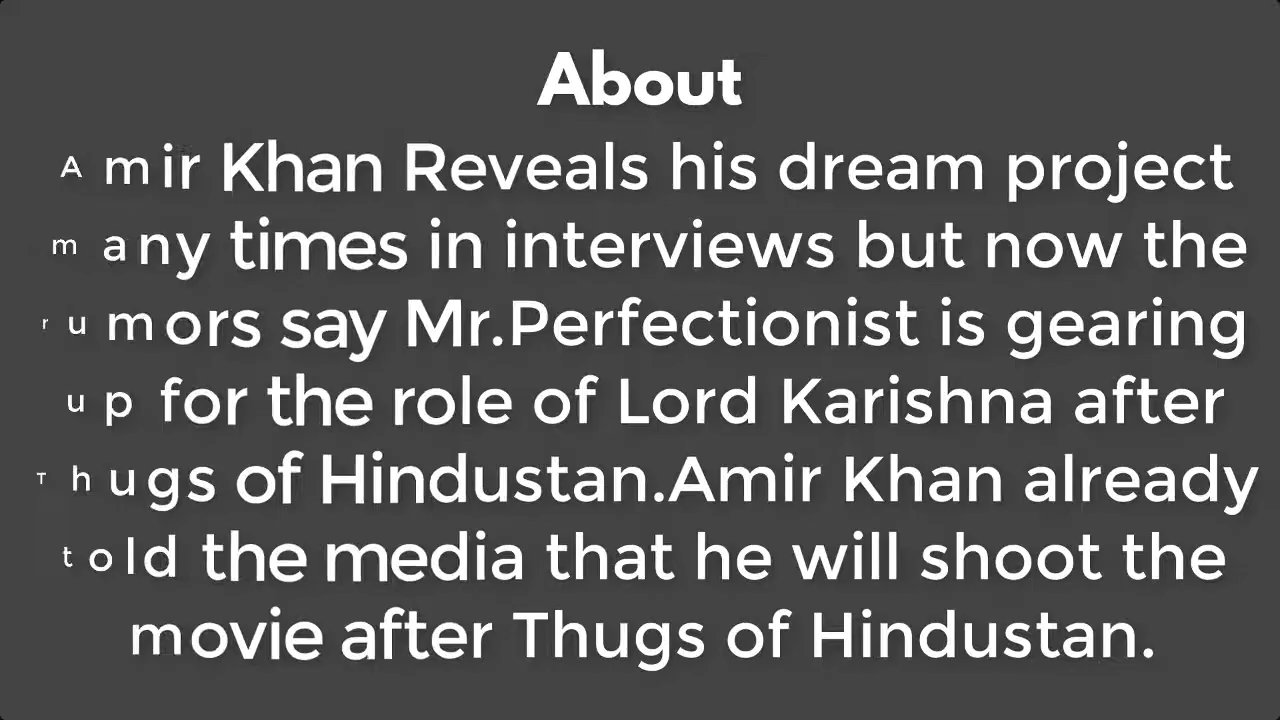 About
Amir Khan Reveals his dream project
many times in interviews but now the
rumors say Mr.Perfectionist is gearing
up for the role of Lord Karishna after
Thugs of Hindustan.Amir Khan already
told the media that he will shoot the
movie after Thugs of Hindustan.